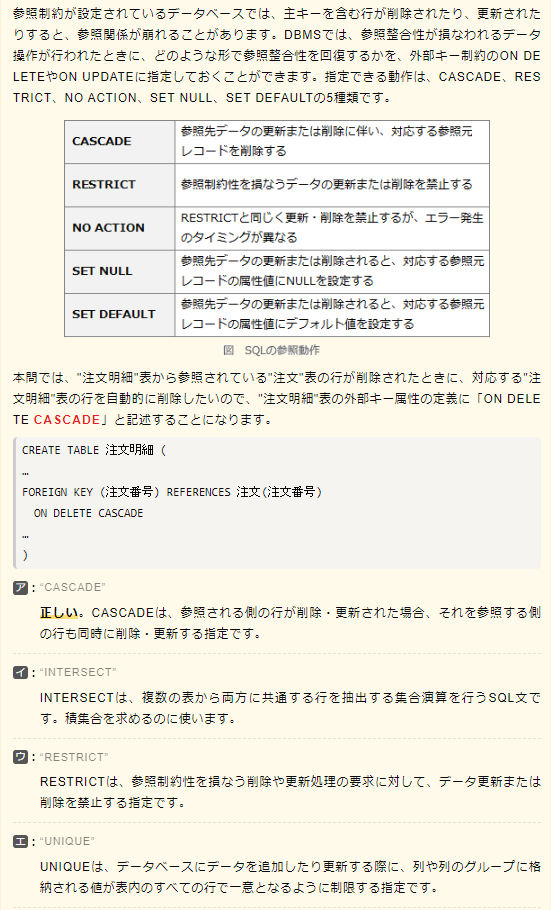 参照制約が設定されているデータベースでは、主キーを含む行が削除されたり、更新された
りすると、参照関係が崩れることがあります。DBMSでは、参照整合性が損なわれるデータ
操作が行われたときに、どのような形で参照整合性を回復するかを、外部キー制約のON DE
LETEやON UPDATEに指定しておくことができます。指定できる動作は、CASCADE、RES
TRICT、NO ACTION、SET NULL、SET DEFAULTの5種類です。
CASCADE
参照先データの更新または削除に伴い、対応する参照元
レコードを削除する
RESTRICT
参照制約性を損なうデータの更新または削除を禁止する
NO ACTION
RESTRICTと同じく更新・削除を禁止するが、エラー発生
のタイミングが異なる
SET NULL
参照先データの更新または削除されると、対応する参照元
レコードの属性値にNULLを設定する
SET DEFAULT
参照先データの更新または削除されると、対応する参照元
レコードの属性値にデフォルト値を設定する
図 SQLの参照動作
本問では、"注文明細"表から参照されている"注文"表の行が削除されたときに、対応する"注
文明細"表の行を自動的に削除したいので、"注文明細"表の外部キー属性の定義に「ON DELE
TE CASCADE」と記述することになります。
CREATE TABLE 注文明細 (
…
FOREIGN KEY (注文番号) REFERENCES 注文(注文番号)
ON DELETE CASCADE
…
)
ア：“CASCADE”
正しい。CASCADEは、参照される側の行が削除・更新された場合、それを参照する側
の行も同時に削除・更新する指定です。
イ：“INTERSECT”
INTERSECTは、複数の表から両方に共通する行を抽出する集合演算を行うSQL文で
す。積集合を求めるのに使います。
ウ：“RESTRICT”
RESTRICTは、参照制約性を損なう削除や更新処理の要求に対して、データ更新または
削除を禁止する指定です。
エ：“UNIQUE”
UNIQUEは、データベースにデータを追加したり更新する際に、列や列のグループに格
納される値が表内のすべての行で一意となるように制限する指定です。